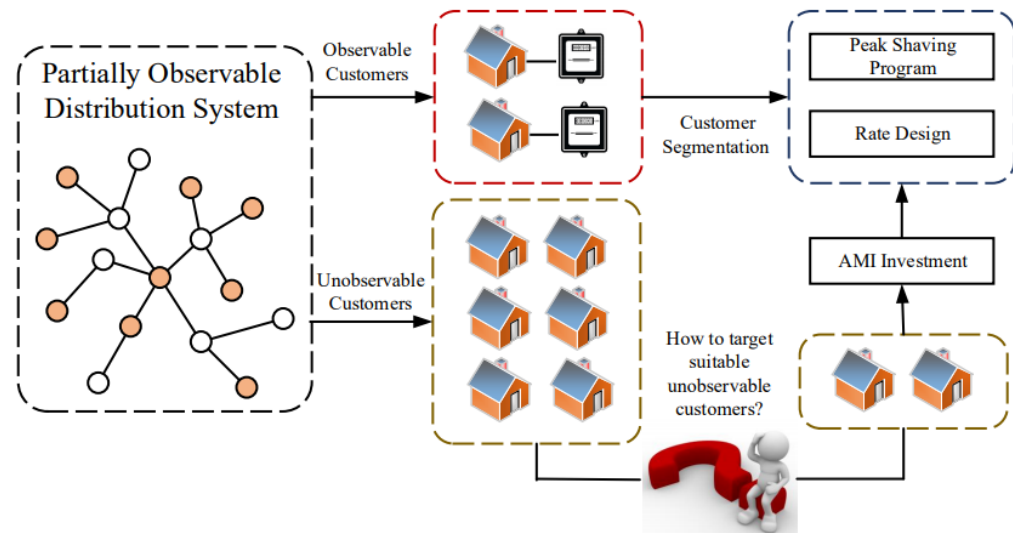 Partially Observable
Distribution System
Observable
Customers
Unobservable
Customers
Customer
Segmentation
Peak Shaving
Program
Rate Design
AMI Investment
How to target
suitable
unobservable
customers?